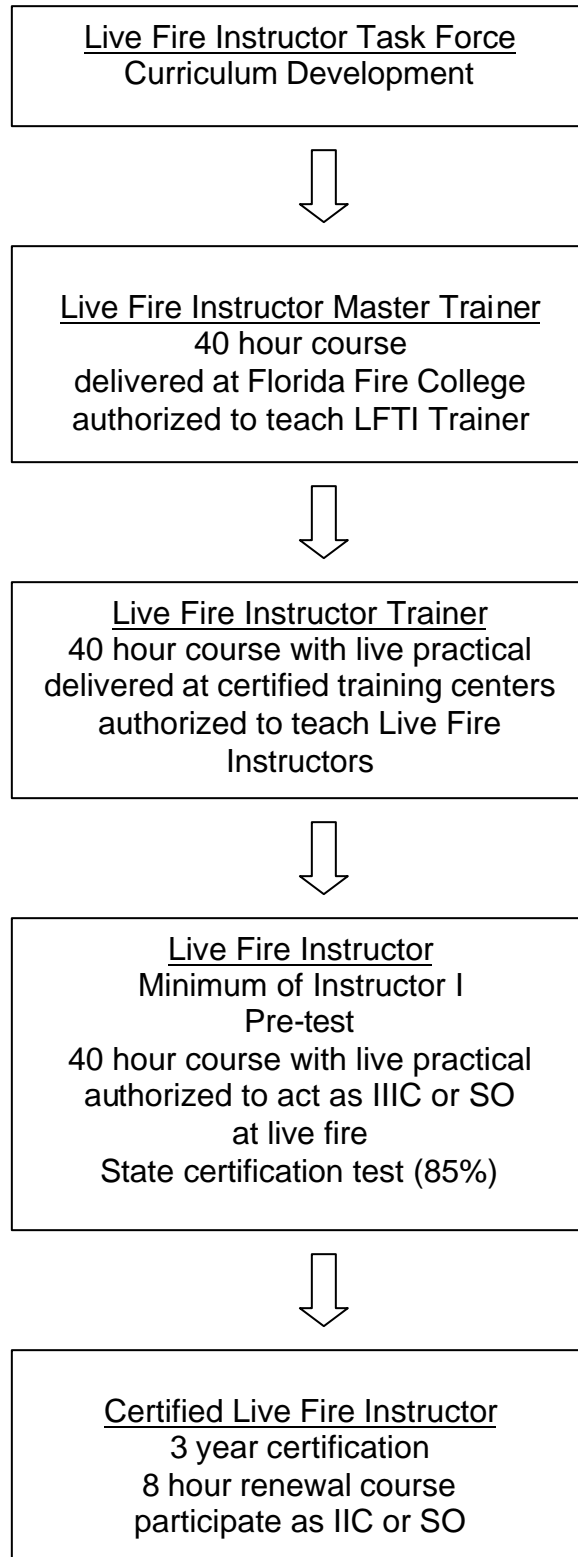 Live Fire Instructor Task Force
Curriculum Development
Live Fire Instructor Master Trainer
40 hour course
delivered at Florida Fire College
authorized to teach LFTI Trainer
Live Fire Instructor Trainer
40 hour course with live practical
delivered at certified training centers
authorized to teach Live Fire
Instructors
Live Fire Instructor
Minimum of Instructor I
Pre-test
40 hour course with live practical
authorized to act as IIIC or SO
at live fire
State certification test (85%)
Certified Live Fire Instructor
3 year certification
8 hour renewal course
participate as IIC or SO